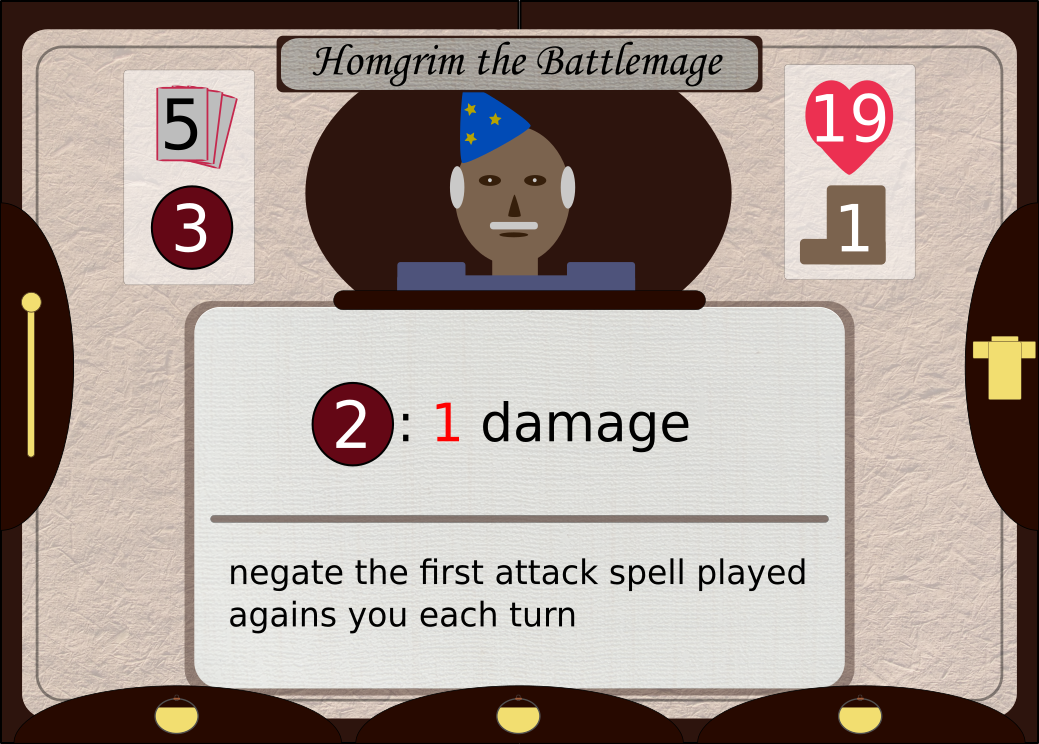 Homgrim the Battlemage
5
19
3
1
2 : 1 damage
negate the first attack spell played
agains you each turn